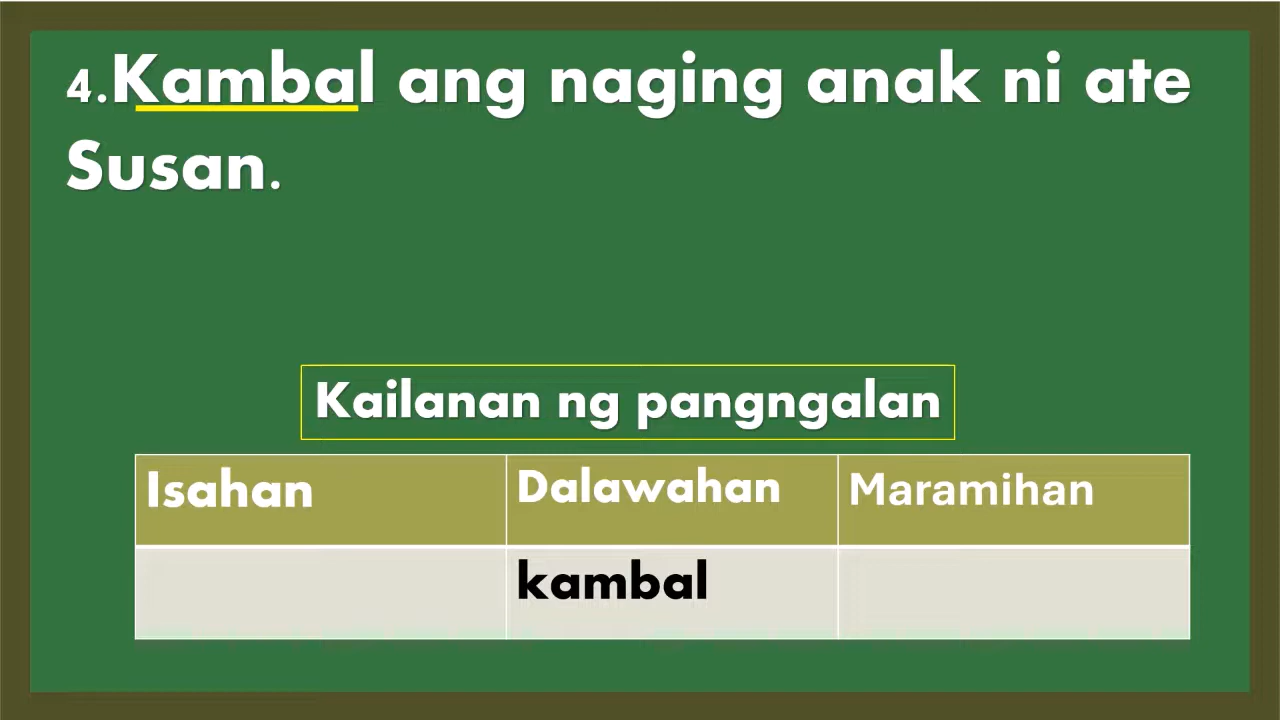 4.Kambal ang naging anak ni ate
Susan.
Kailanan ng pangngalan
Isahan Dalawahan Maramihan
kambal